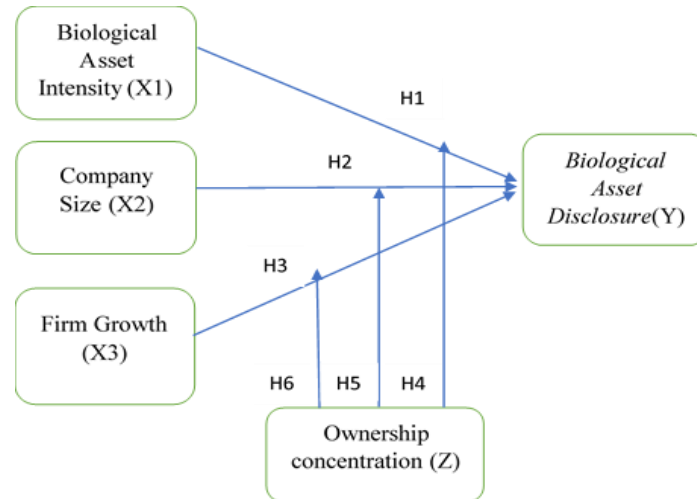 Biological
Asset
Intensity (X1)
H1
Company
Size (X2)
H2
Biological
Asset
Disclosure(Y)
H3
Firm Growth
(X3)
H6
H5
H4
Ownership
concentration (Z)